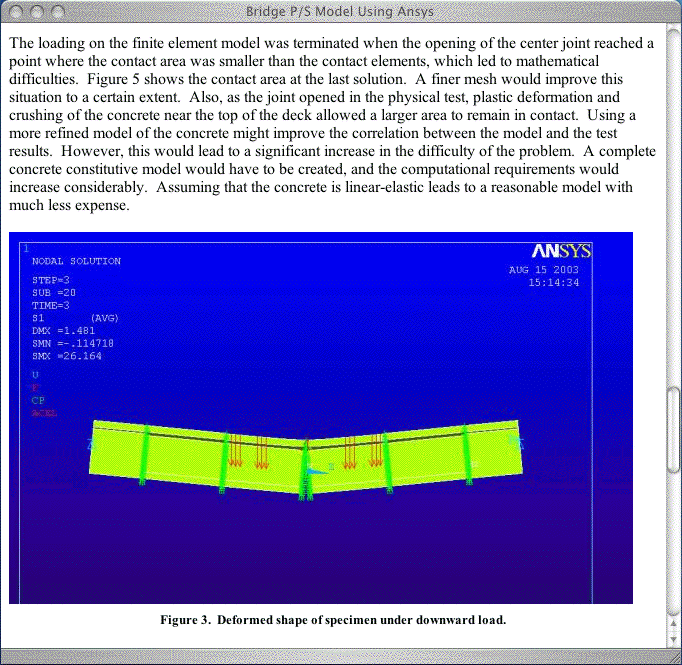 Bridge P/S Model Using Ansys
The loading on the finite element model was terminated when the opening of the center joint reached a
point where the contact area was smaller than the contact elements, which led to mathematical
difficulties. Figure 5 shows the contact area at the last solution. A finer mesh would improve this
situation to a certain extent. Also, as the joint opened in the physical test, plastic deformation and
crushing of the concrete near the top of the deck allowed a larger area to remain in contact. Using a
more refined model of the concrete might improve the correlation between the model and the test
results. However, this would lead to a significant increase in the difficulty of the problem. A complete
concrete constitutive model would have to be created, and the computational requirements would
increase considerably. Assuming that the concrete is linear-elastic leads to a reasonable model with
much less expense.
1
ANSYS
NODAL SOLUTION
AUG 15 2003
15:14:34
STEP=3
SUB =20
TIME=3
S1 (AVG)
DMX =1.481
SMN =-.114718
SMX =26.164
U
F
CP
ACEL
Z
Figure 3. Deformed shape of specimen under downward load.